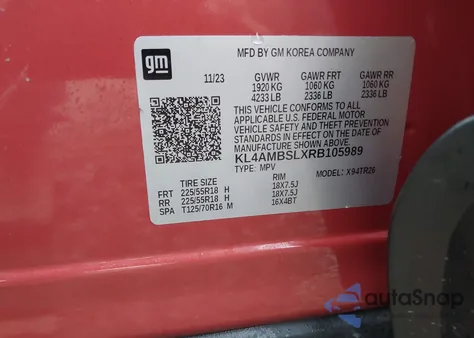 gm
MFD BY GM KOREA COMPANY
11/23 GVWR GAWR FRT GAWR RR
1920 KG 1060 KG 1060 KG
4233 LB 2336 LB 2336 LB
THIS VEHICLE CONFORMS TO ALL
APPLICABLE U.S. FEDERAL MOTOR
VEHICLE SAFETY AND THEFT PREVENTION
STANDARDS IN EFFECT ON THE DATE OF
MANUFACTURE SHOWN ABOVE.
KL4AMBSLXRB105989
TYPE: MPV MODEL: X94TR26
TIRE SIZE RIM
FRT 225/55R18 H 18X7.5J
RR 225/55R18 H 18X7.5J
SPA T125/70R16 M 16X4BT
autoSnap